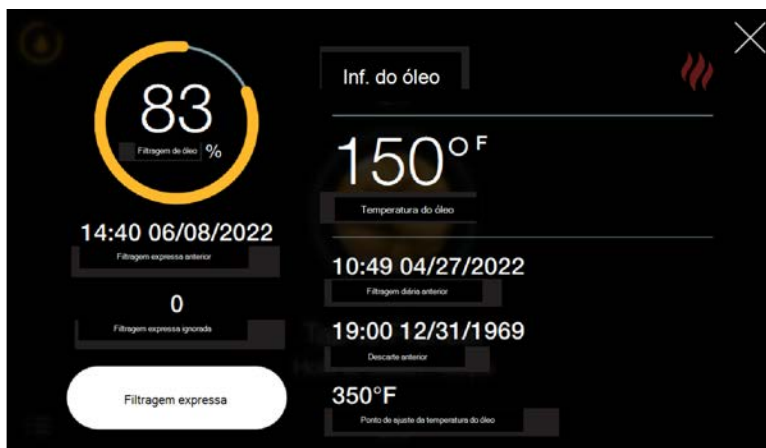 83
Filtragem de óleo %
14:40 06/08/2022
Filtragem expressa anterior
0
Filtragem expressa ignorada
Filtragem expressa
Inf. do óleo
150° F
Temperatura do óleo
10:49 04/27/2022
Filtragem diária anterior
19:00 12/31/1969
Descarte anterior
350°F
Ponto de ajuste da temperatura do óleo